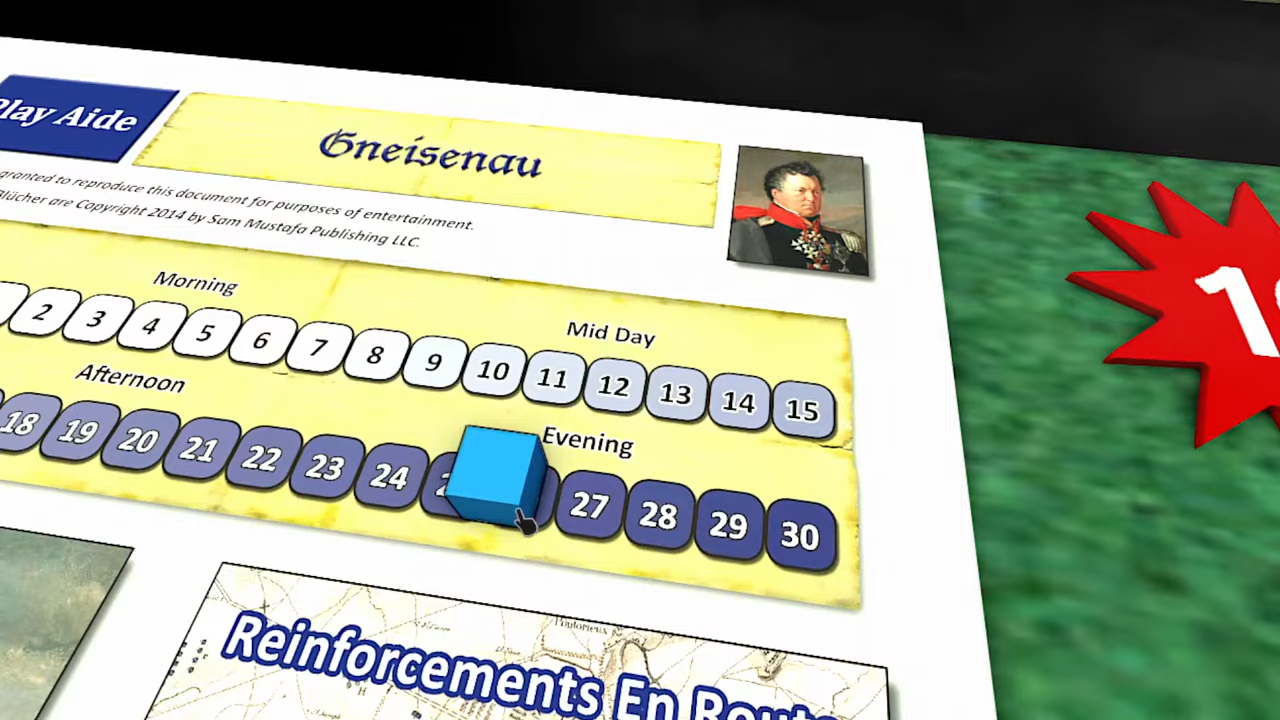 Play Aide
Gneisenau
granted to reproduce this document for purposes of entertainment.
Blücher are Copyright 2014 by Sam Mustafa Publishing LLC.
Morning
Mid Day
2 3 4 5 6 7 8 9 10 11 12 13 14 15
Afternoon
Evening
18 19 20 21 22 23 24 27 28 29 30
Reinforcements En Route